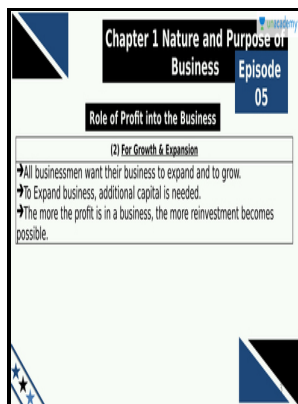 unacademy
Chapter 1 Nature and Purpose of
Business
Episode
05
Role of Profit into the Business
(2) For Growth & Expansion
➔All businessmen want their business to expand and to grow.
➔To Expand business, additional capital is needed.
➔The more the profit is in a business, the more reinvestment becomes
possible.